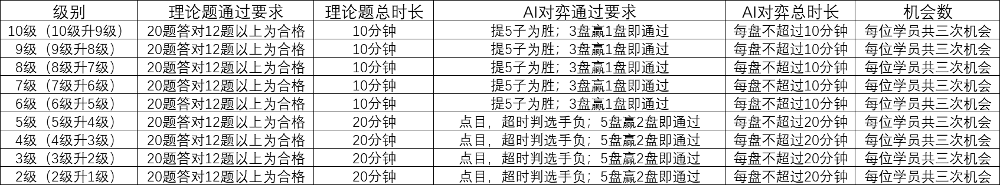 级别 理论题通过要求 理论题总时长 AI对弈通过要求 AI对弈总时长 机会数
10级（10级升9级） 20题答对12题以上为合格 10分钟 提5子为胜；3盘赢1盘即通过 每盘不超过10分钟 每位学员共三次机会
9级（9级升8级） 20题答对12题以上为合格 10分钟 提5子为胜；3盘赢1盘即通过 每盘不超过10分钟 每位学员共三次机会
8级（8级升7级） 20题答对12题以上为合格 10分钟 提5子为胜；3盘赢1盘即通过 每盘不超过10分钟 每位学员共三次机会
7级（7级升6级） 20题答对12题以上为合格 10分钟 提5子为胜；3盘赢1盘即通过 每盘不超过10分钟 每位学员共三次机会
6级（6级升5级） 20题答对12题以上为合格 10分钟 提5子为胜；3盘赢1盘即通过 每盘不超过10分钟 每位学员共三次机会
5级（5级升4级） 20题答对12题以上为合格 20分钟 点目，超时判选手负；5盘赢2盘即通过 每盘不超过20分钟 每位学员共三次机会
4级（4级升3级） 20题答对12题以上为合格 20分钟 点目，超时判选手负；5盘赢2盘即通过 每盘不超过20分钟 每位学员共三次机会
3级（3级升2级） 20题答对12题以上为合格 20分钟 点目，超时判选手负；5盘赢2盘即通过 每盘不超过20分钟 每位学员共三次机会
2级（2级升1级） 20题答对12题以上为合格 20分钟 点目，超时判选手负；5盘赢2盘即通过 每盘不超过20分钟 每位学员共三次机会